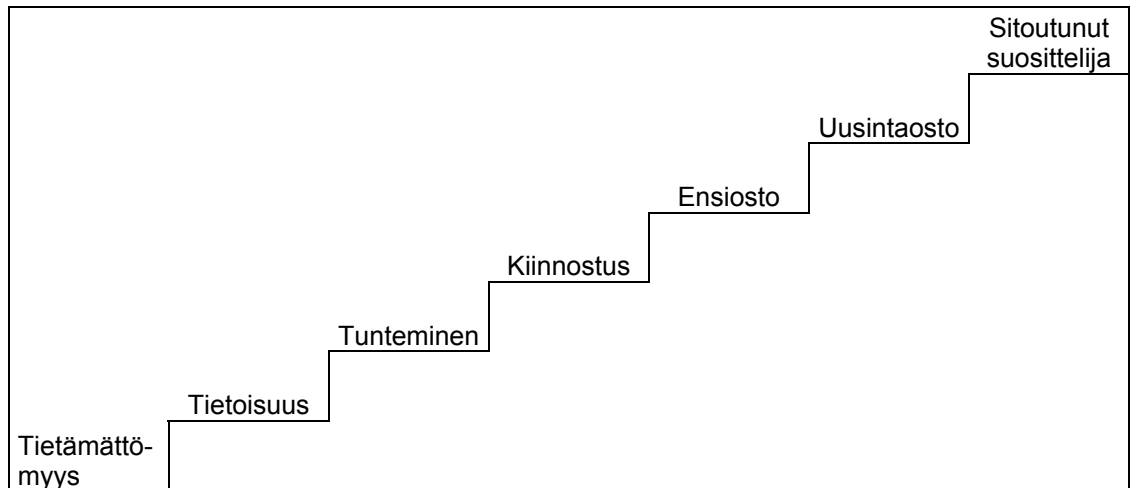 Sitoutunut
suosittelija
Uusintaosto
Ensiosto
Kiinnostus
Tunteminen
Tietoisuus
Tietämättö-
myys